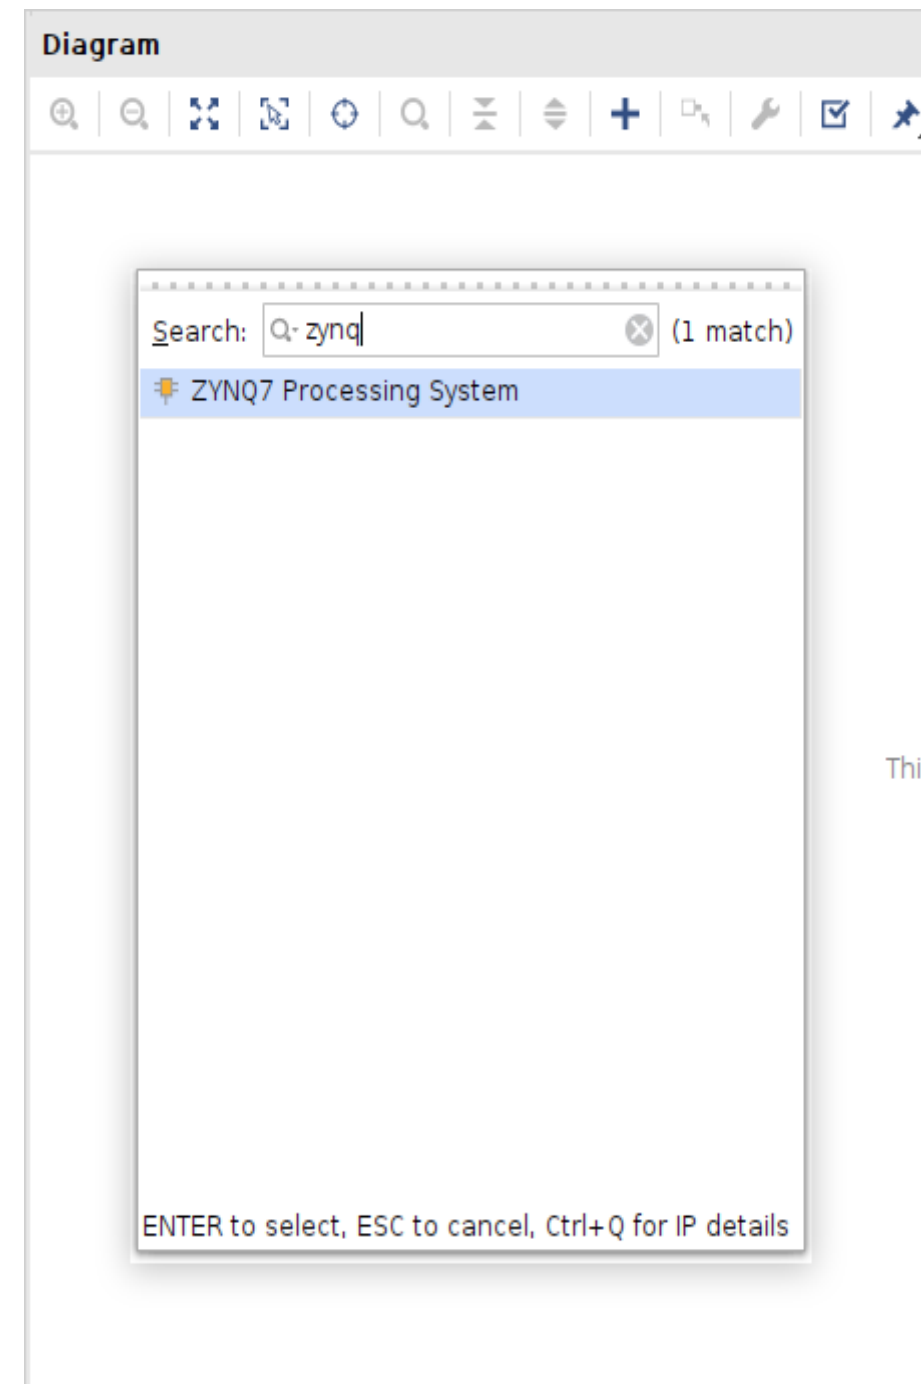 Diagram
Search: zynq (1 match)
ZYNQ7 Processing System
Thi
ENTER to select, ESC to cancel, Ctrl+Q for IP details